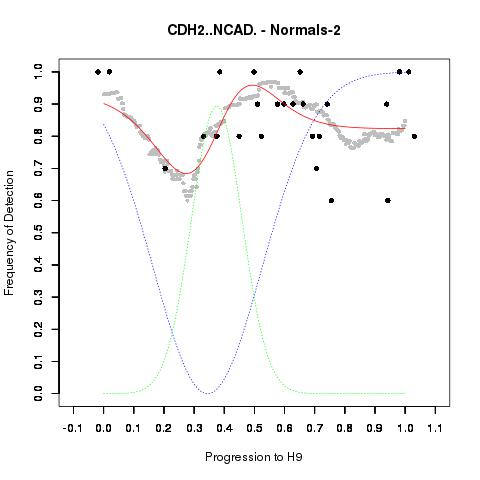 CDH2..NCAD. - Normals-2
Frequency of Detection
1.0
0.9
0.8
0.7
0.6
0.5
0.4
0.3
0.2
0.1
0.0
-0.1 0.0 0.1 0.2 0.3 0.4 0.5 0.6 0.7 0.8 0.9 1.0 1.1
Progression to H9